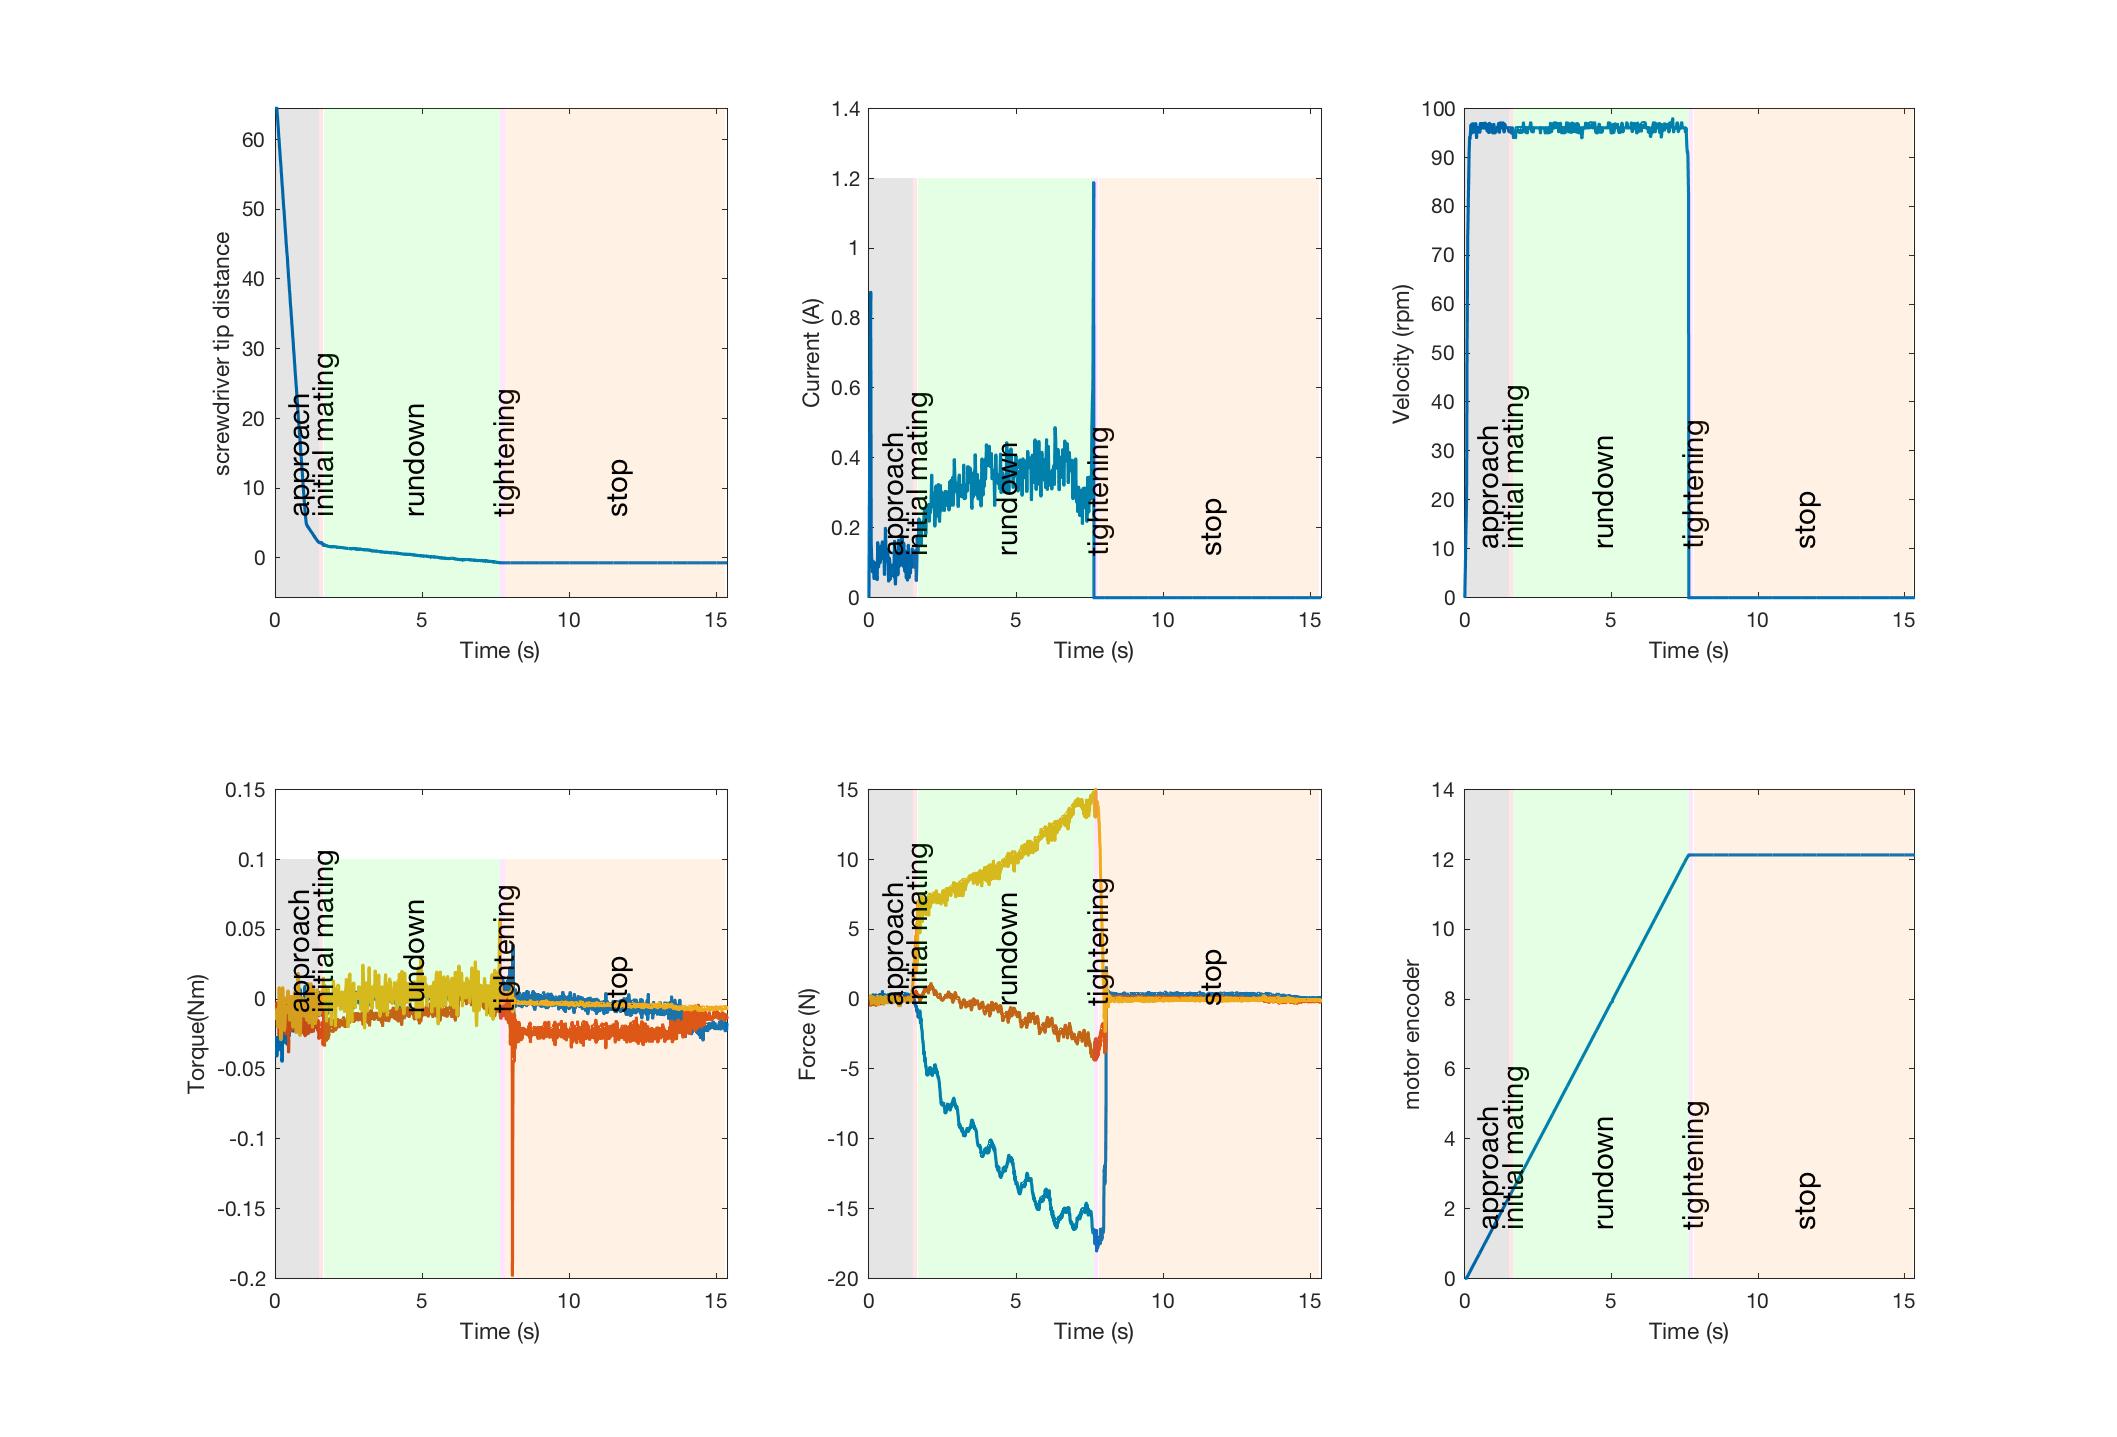 screwdriver tip distance
60
50
40
30
20
10
0
approach
initial mating
rundown
tightening
stop
0 5 10 15
Time (s)
Current (A)
1.4
1.2
1
0.8
0.6
0.4
0.2
0
approach
initial mating
rundown
tightening
stop
0 5 10 15
Time (s)
Velocity (rpm)
100
90
80
70
60
50
40
30
20
10
0
approach
initial mating
rundown
tightening
stop
0 5 10 15
Time (s)
Torque(Nm)
0.15
0.1
0.05
0
-0.05
-0.1
-0.15
-0.2
approach
initial mating
rundown
tightening
stop
0 5 10 15
Time (s)
Force (N)
15
10
5
0
-5
-10
-15
-20
approach
initial mating
rundown
tightening
stop
0 5 10 15
Time (s)
motor encoder
14
12
10
8
6
4
2
0
approach
initial mating
rundown
tightening
stop
0 5 10 15
Time (s)